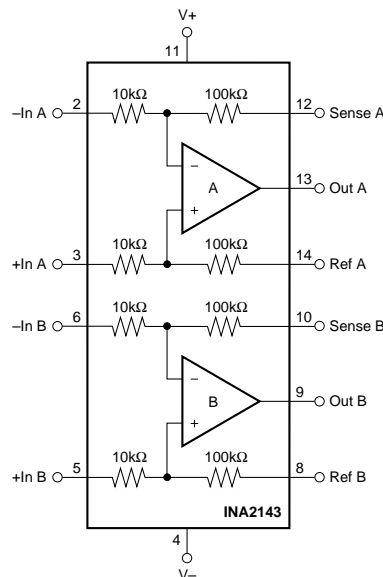 V+
11
10kΩ 100kΩ
–In A 2 12 Sense A
–
A 13 Out A
+
10kΩ 100kΩ
+In A 3 14 Ref A
10kΩ 100kΩ
–In B 6 10 Sense B
–
B 9 Out B
+
10kΩ 100kΩ
+In B 5 8 Ref B
INA2143
4
V–